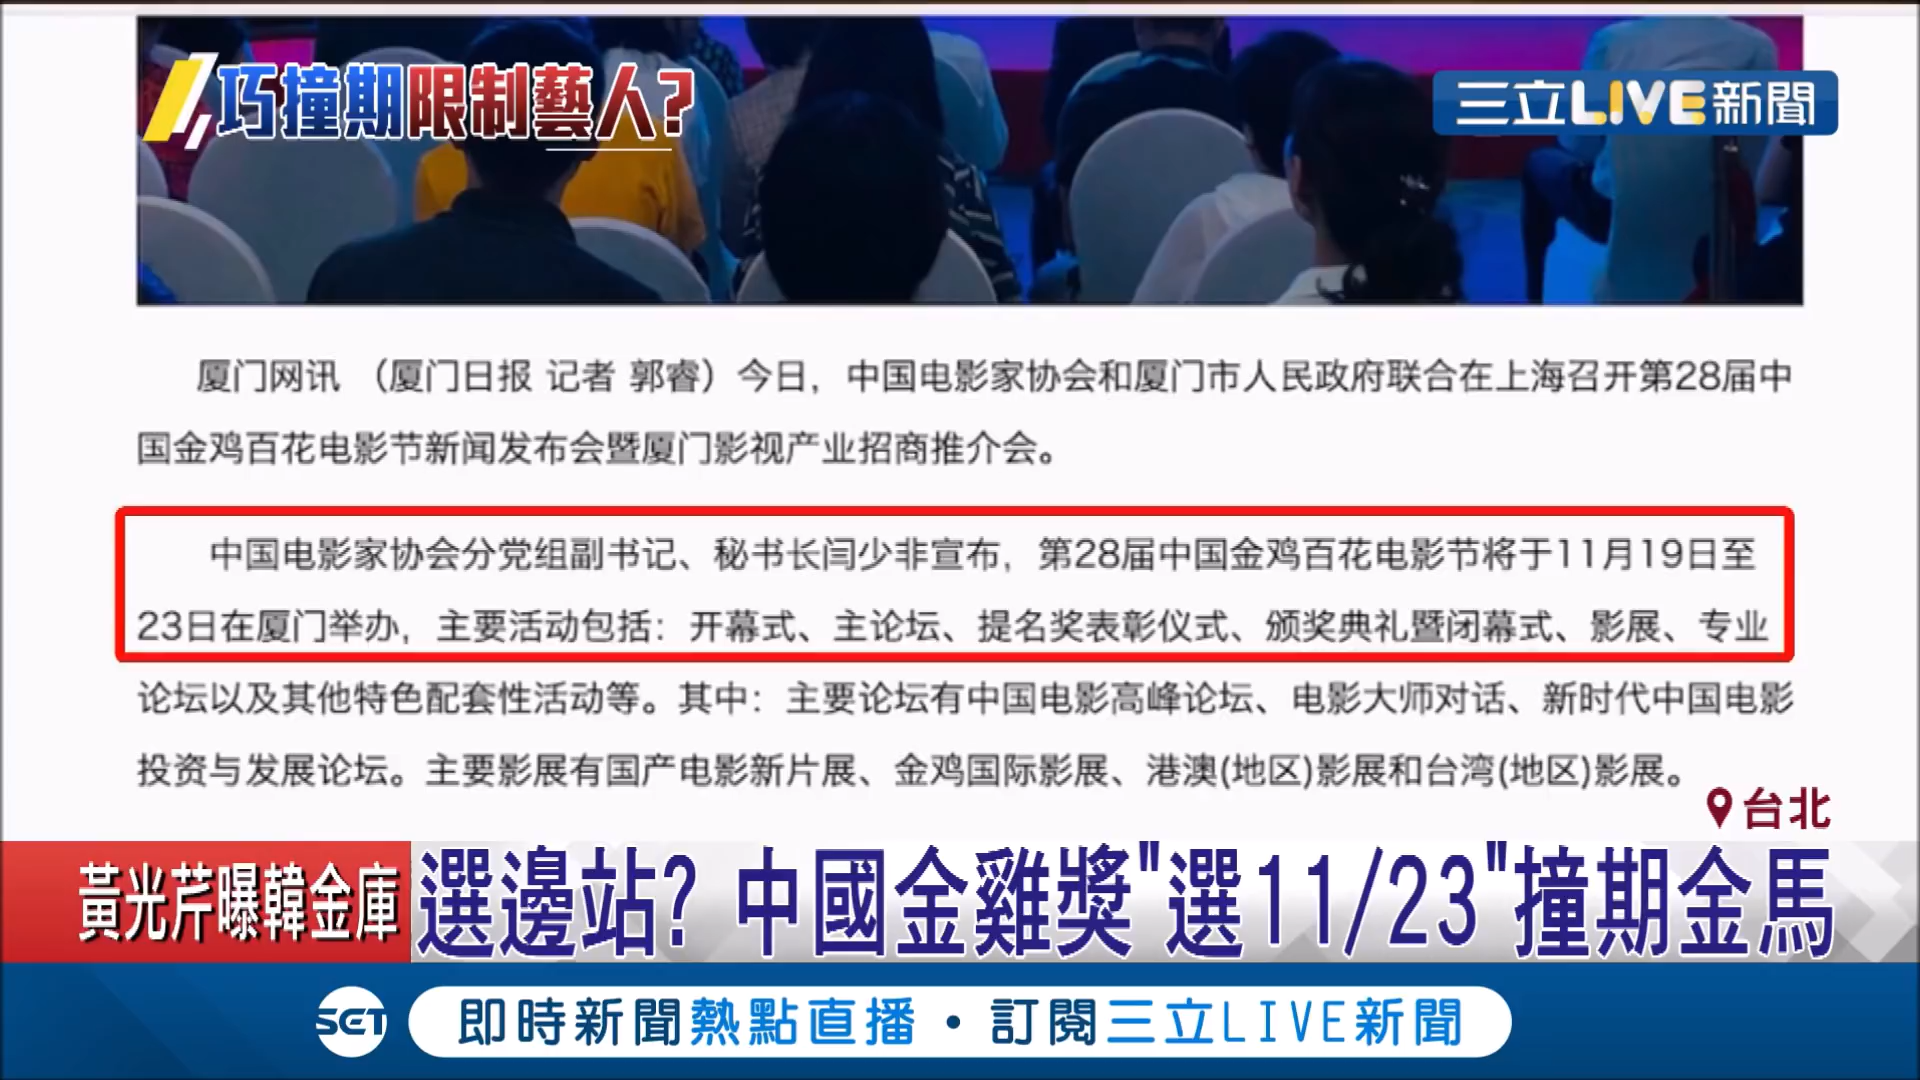 巧撞期限制藝人?
三立LIVE新聞
厦门网讯 （厦门日报 记者 郭睿）今日，中国电影家协会和厦门市人民政府联合在上海召开第28届中
国金鸡百花电影节新闻发布会暨厦门影视产业招商推介会。
中国电影家协会分党组副书记、秘书长闫少非宣布，第28届中国金鸡百花电影节将于11月19日至
23日在厦门举办，主要活动包括：开幕式、主论坛、提名奖表彰仪式、颁奖典礼暨闭幕式、影展、专业
论坛以及其他特色配套性活动等。其中：主要论坛有中国电影高峰论坛、电影大师对话、新时代中国电影
投资与发展论坛。主要影展有国产电影新片展、金鸡国际影展、港澳(地区)影展和台湾(地区)影展。
台北
黃光芹曝韓金庫
選邊站? 中國金雞獎"選11/23"撞期金馬
SET
即時新聞熱點直播・訂閱三立LIVE新聞